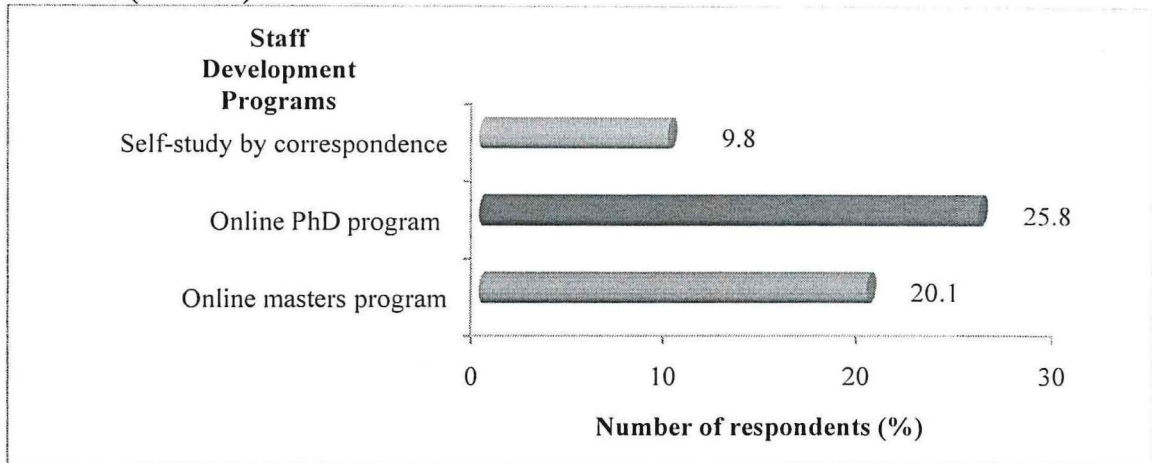 Staff
Development
Programs
Self-study by correspondence 9.8
Online PhD program 25.8
Online masters program 20.1
0 10 20 30
Number of respondents (%)